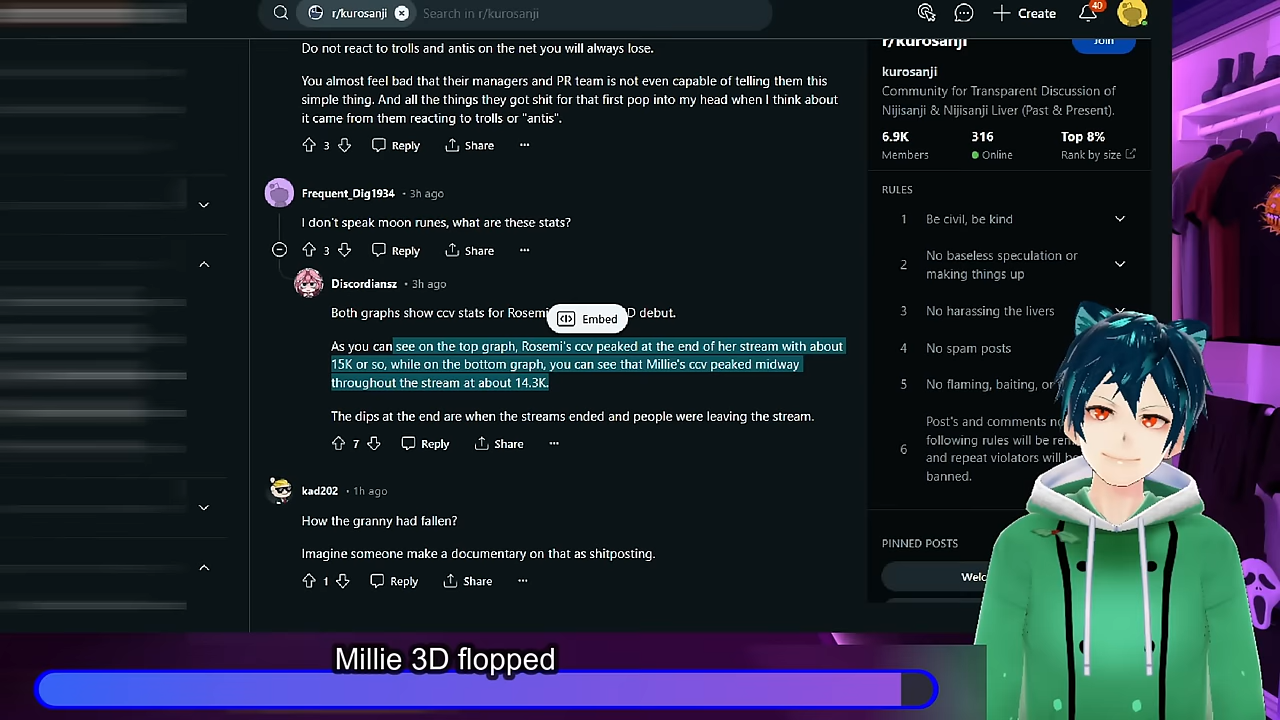 r/kurosanji
Search in r/kurosanji
Create
40
Do not react to trolls and antis on the net you will always lose.
You almost feel bad that their managers and PR team is not even capable of telling them this
simple thing. And all the things they got shit for that first pop into my head when I think about
it came from them reacting to trolls or "antis".
3
Reply
Share
Frequent_Dig1934 • 3h ago
I don't speak moon runes, what are these stats?
3
Reply
Share
Discordiansz • 3h ago
Both graphs show ccv stats for Rosemi
Embed
D debut.
As you can see on the top graph, Rosemi's ccv peaked at the end of her stream with about
15K or so, while on the bottom graph, you can see that Millie's ccv peaked midway
throughout the stream at about 14.3K.
The dips at the end are when the streams ended and people were leaving the stream.
7
Reply
Share
kad202 • 1h ago
How the granny had fallen?
Imagine someone make a documentary on that as shitposting.
1
Reply
Share
r/kurosanji
Join
kurosanji
Community for Transparent Discussion of
Nijisanji & Nijisanji Liver (Past & Present).
6.9K
316
Top 8%
Members
Online
Rank by size
RULES
1 Be civil, be kind
2 No baseless speculation or
making things up
3 No harassing the livers
4 No spam posts
5 No flaming, baiting, or
6 Post's and comments no
following rules will be rem
and repeat violators will be
banned.
PINNED POSTS
Welc
Millie 3D flopped